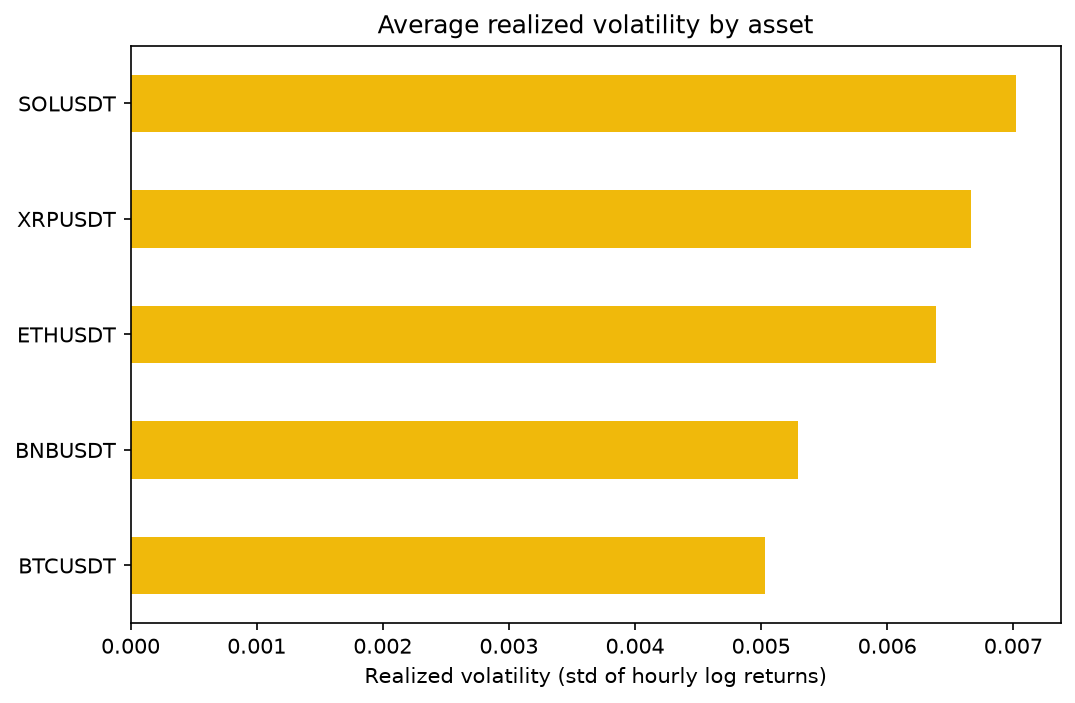 Average realized volatility by asset
SOLUSDT
XRPUSDT
ETHUSDT
BNBUSDT
BTCUSDT
0.000 0.001 0.002 0.003 0.004 0.005 0.006 0.007
Realized volatility (std of hourly log returns)